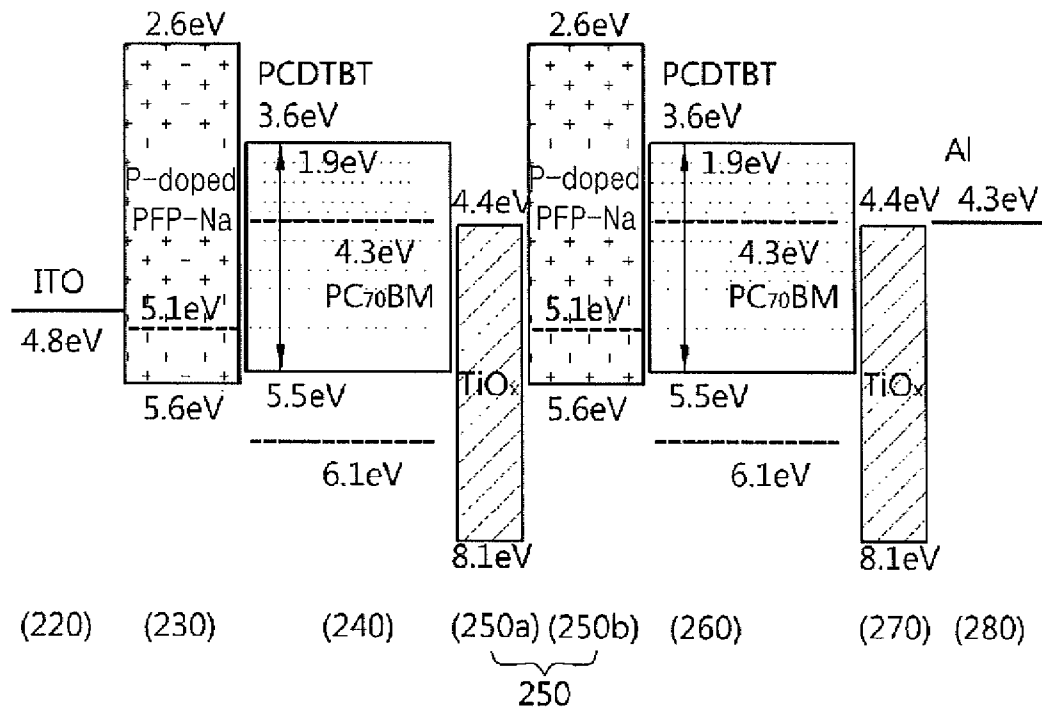 2.6eV
2.6eV
PCDTBT
3.6eV
PCDTBT
3.6eV
1.9eV
1.9eV
Al
P-doped
PFP-Na
P-doped
PFP-Na
4.4eV
4.4eV
4.3eV
4.3eV
4.3eV
ITO
4.8eV
5.1eV
PC70BM
5.1eV
PC70BM
TiOx
TiOx
5.6eV
5.5eV
5.6eV
5.5eV
6.1eV
6.1eV
8.1eV
8.1eV
(220) (230) (240) (250a) (250b) (260) (270) (280)
250